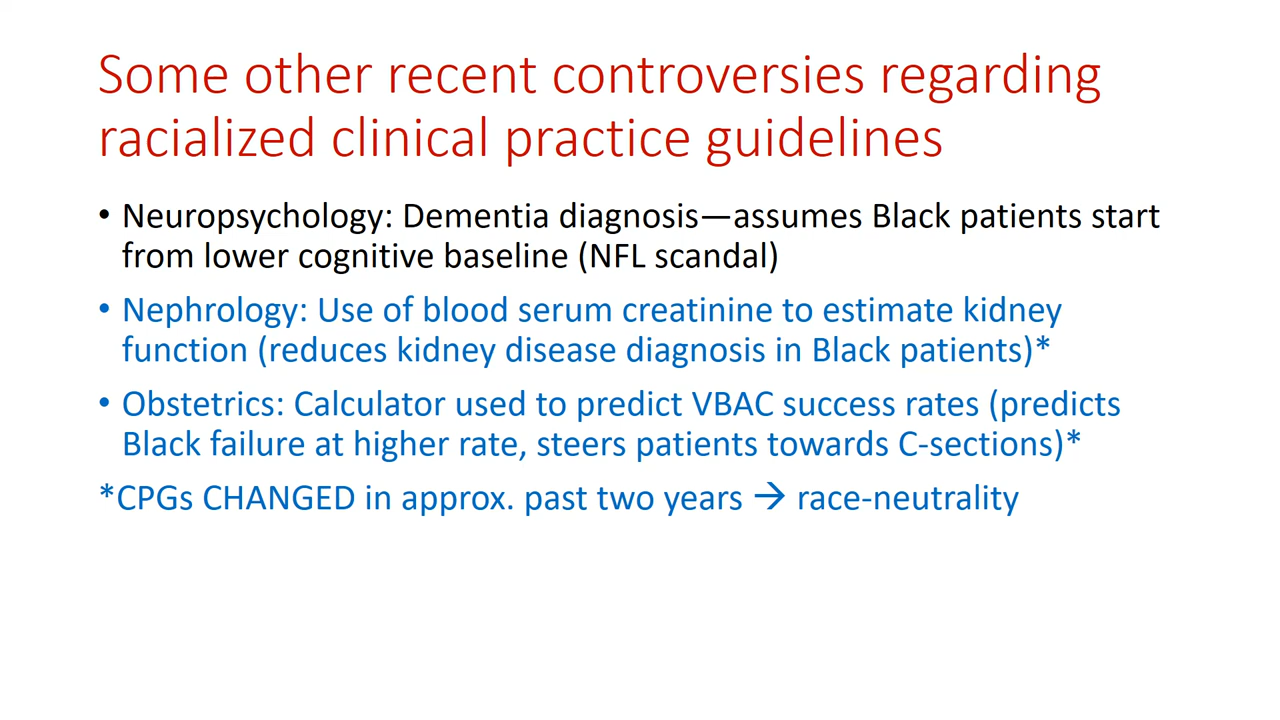 Some other recent controversies regarding
racialized clinical practice guidelines
• Neuropsychology: Dementia diagnosis—assumes Black patients start
from lower cognitive baseline (NFL scandal)
• Nephrology: Use of blood serum creatinine to estimate kidney
function (reduces kidney disease diagnosis in Black patients)*
• Obstetrics: Calculator used to predict VBAC success rates (predicts
Black failure at higher rate, steers patients towards C-sections)*
*CPGs CHANGED in approx. past two years → race-neutrality